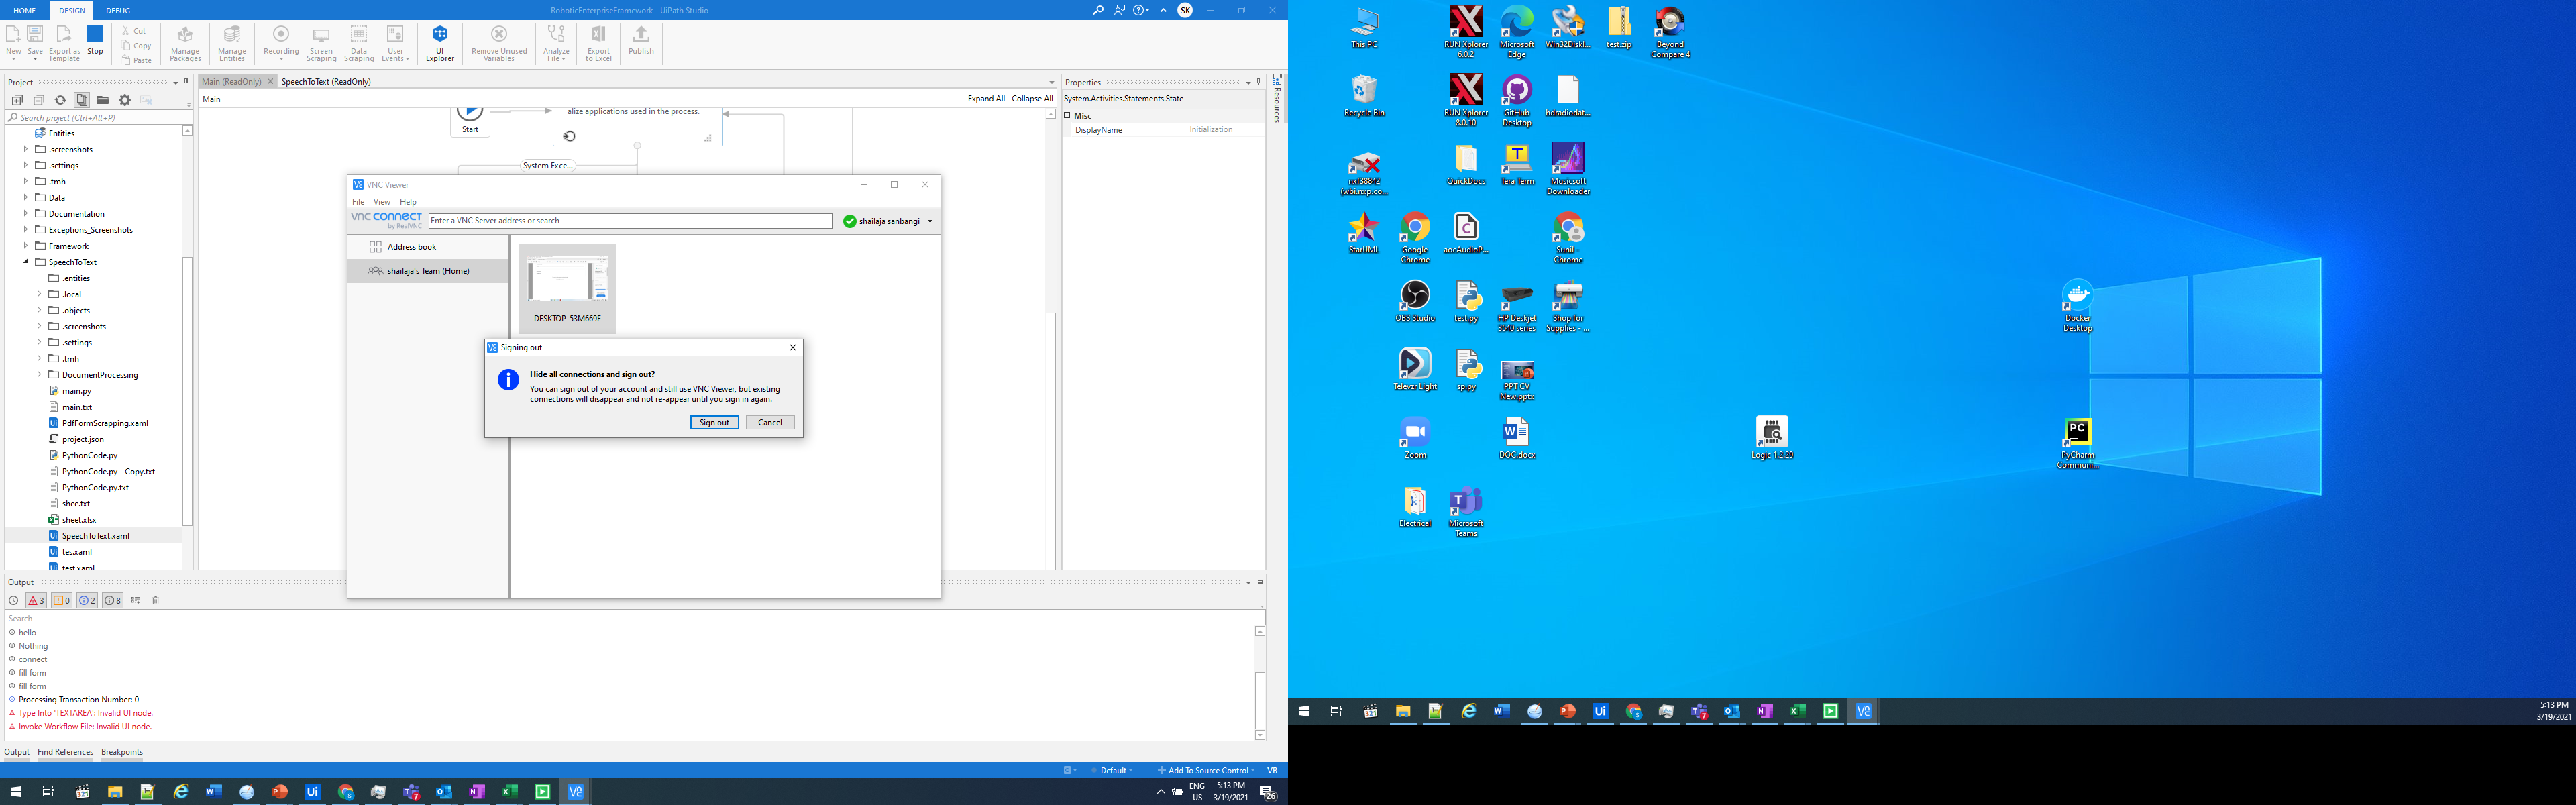 HOME DESIGN DEBUG
RoboticEnterpriseFramework - UiPath Studio
SK
New Save Export as Template Stop
Cut
Copy
Paste
Manage Packages
Manage Entities
Recording
Screen Scraping
Data Scraping
User Events
UI Explorer
Remove Unused Variables
Analyze File
Export to Excel
Publish
Project
Search project (Ctrl+Alt+P)
Entities
.screenshots
.settings
.tmh
Data
Documentation
Exceptions_Screenshots
Framework
SpeechToText
.entities
.local
.objects
.screenshots
.settings
.tmh
DocumentProcessing
main.py
main.txt
PdfFormScrapping.xaml
project.json
PythonCode.py
PythonCode.py - Copy.txt
PythonCode.py.txt
shee.txt
sheet.xlsx
SpeechToText.xaml
tes.xaml
test.xaml
Main (ReadOnly) SpeechToText (ReadOnly)
Main
Expand All Collapse All
Start
alize applications used in the process.
System Exce...
Properties
System.Activities.Statements.State
Misc
DisplayName Initialization
Resources
VNC Viewer
File View Help
vnc connect
by RealVNC
Enter a VNC Server address or search
shailaja sanbangi
Address book
shailaja's Team (Home)
DESKTOP-53M669E
Signing out
Hide all connections and sign out?
You can sign out of your account and still use VNC Viewer, but existing
connections will disappear and not re-appear until you sign in again.
Sign out Cancel
Output
3 0 2 8
Search
hello
Nothing
connect
fill form
fill form
Processing Transaction Number: 0
Type Into 'TEXTAREA': Invalid UI node.
Invoke Workflow File: Invalid UI node.
Output Find References Breakpoints
Default Add To Source Control VB
ENG
US
5:13 PM
3/19/2021
26
This PC
RUN Xplorer 6.0.2
Microsoft Edge
Win32Diskl...
test.zip
Beyond Compare 4
Recycle Bin
RUN Xplorer 8.0.10
GitHub Desktop
hdradiodat...
nxf38842 (wbi.nxp.co...
QuickDocs
Tera Term
Musicsoft Downloader
StarUML
Google Chrome
aocAudioP...
Sunil - Chrome
OBS Studio
test.py
HP Deskjet 3540 series
Shop for Supplies - ...
Docker Desktop
Televzr Light
sp.py
PPT CV New.pptx
Zoom
DOC.docx
Logic 1.2.29
PyCharm Communi...
Electrical
Microsoft Teams
5:13 PM
3/19/2021